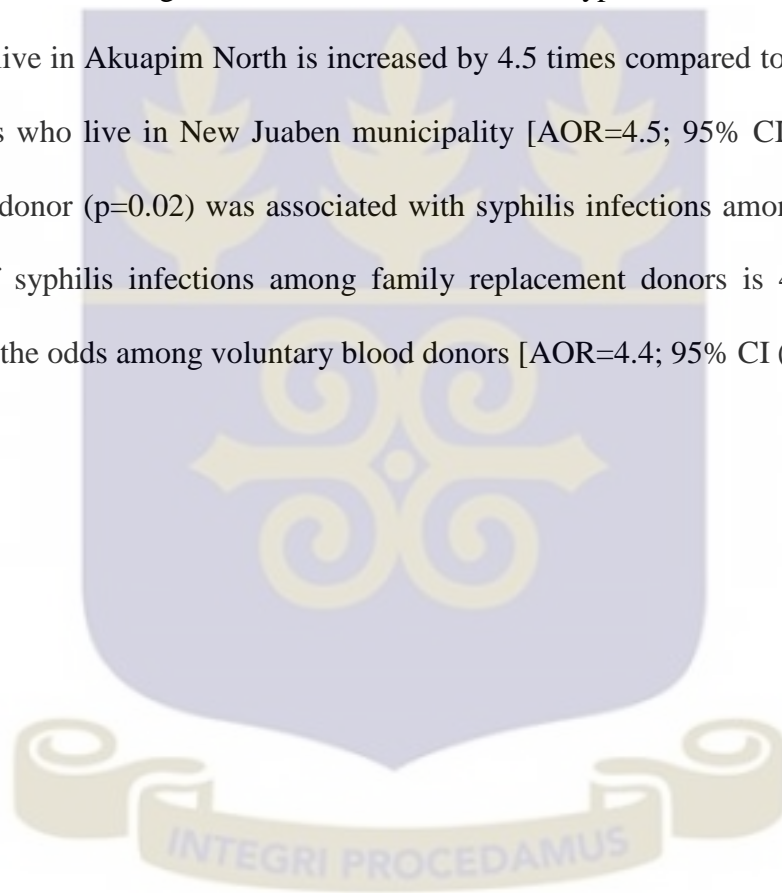 live in Akuapim North is increased by 4.5 times compared to
who live in New Juaben municipality [AOR=4.5; 95% CI
donor (p=0.02) was associated with syphilis infections
syphilis infections among family replacement donors is
the odds among voluntary blood donors [AOR=4.4; 95% CI (
INTEGRI PROCEDAMUS